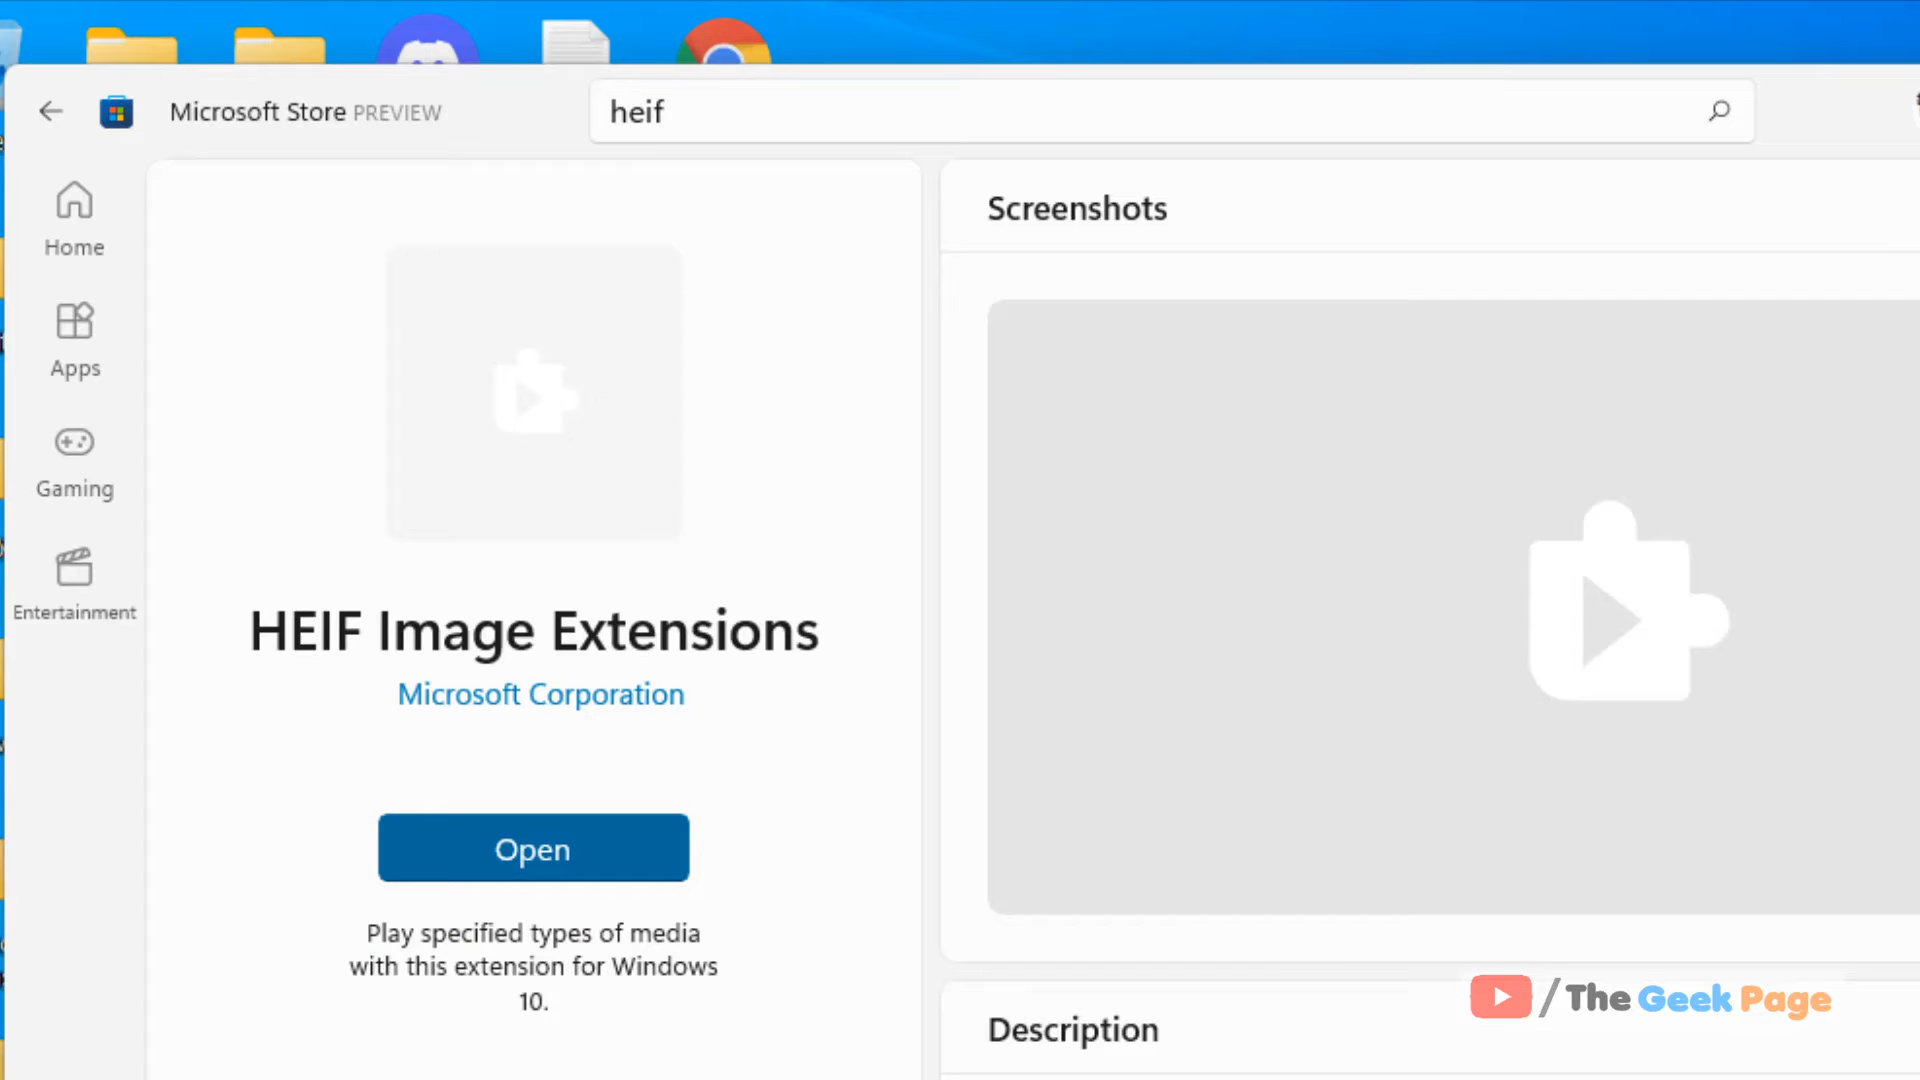 Microsoft Store PREVIEW
heif
Home
Apps
Gaming
Entertainment
HEIF Image Extensions
Microsoft Corporation
Open
Play specified types of media
with this extension for Windows
10.
Screenshots
Description
/The Geek Page